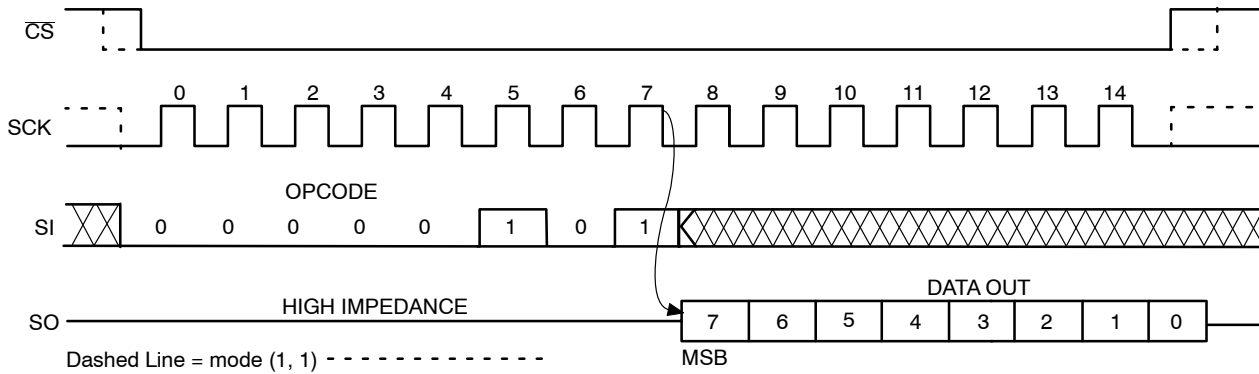 CS
0 1 2 3 4 5 6 7 8 9 10 11 12 13 14
SCK
OPCODE
SI 0 0 0 0 0 1 0 1
DATA OUT
HIGH IMPEDANCE
SO 7 6 5 4 3 2 1 0
Dashed Line = mode (1, 1)
MSB